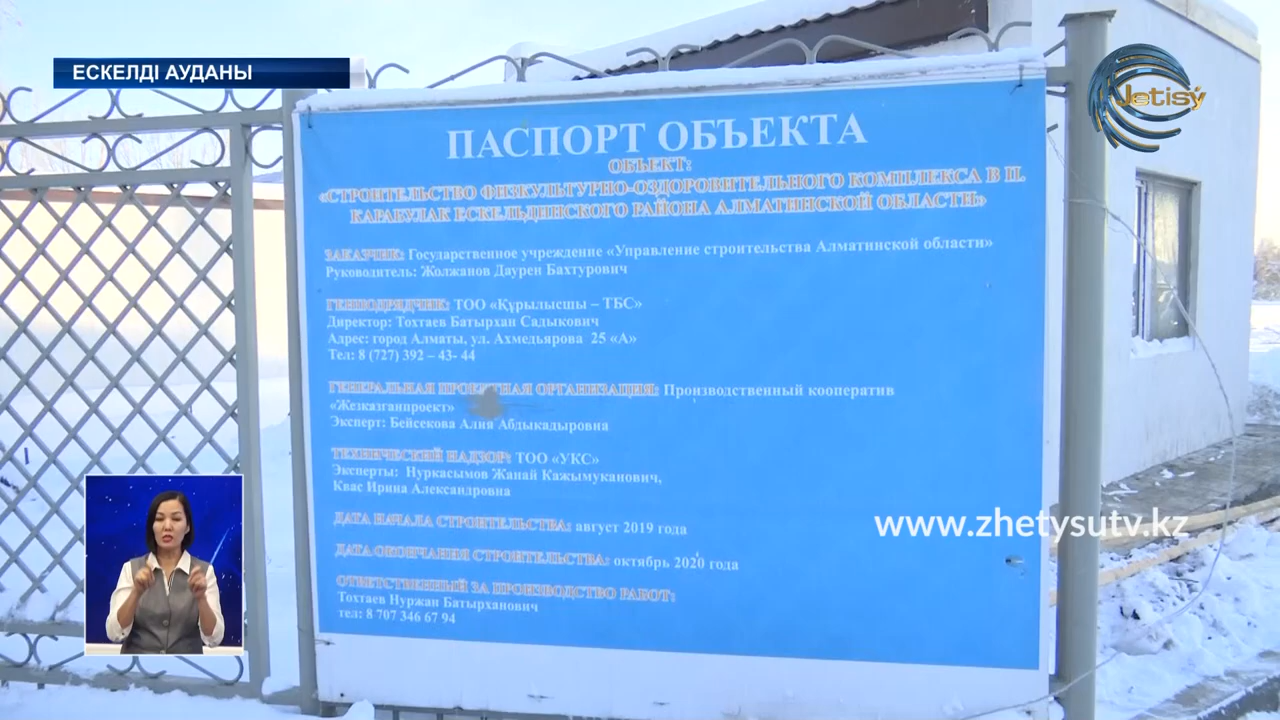 ЕСКЕЛДІ АУДАНЫ
Jetisý
ПАСПОРТ ОБЪЕКТА
ОБЪЕКТ:
«СТРОИТЕЛЬСТВО ФИЗКУЛЬТУРНО-ОЗДОРОВИТЕЛЬНОГО КОМПЛЕКСА В П.
КАРАБУЛАК ЕСКЕЛЬДИНСКОГО РАЙОНА АЛМАТИНСКОЙ ОБЛАСТИ»
ЗАКАЗЧИК: Государственное учреждение «Управление строительства Алматинской области»
Руководитель: Жолжанов Даурен Бахтурович
ГЕНПОДРЯДЧИК: ТОО «Құрылысшы – ТБС»
Директор: Тохтаев Батырхан Садыкович
Адрес: город Алматы, ул. Ахмедьярова 25 «А»
Тел: 8 (727) 392 – 43- 44
ГЕНЕРАЛЬНАЯ ПРОЕКТНАЯ ОРГАНИЗАЦИЯ: Производственный кооператив
«Жезказганпроект»
Эксперт: Бейсекова Алия Абдыкадыровна
ТЕХНИЧЕСКИЙ НАДЗОР: ТОО «УКС»
Эксперты: Нуркасымов Жанай Кажымуканович,
Квас Ирина Александровна
ДАТА НАЧАЛА СТРОИТЕЛЬСТВА: август 2019 года
www.zhetysutv.kz
ДАТА ОКОНЧАНИЯ СТРОИТЕЛЬСТВА: октябрь 2020 года
ОТВЕТСТВЕННЫЙ ЗА ПРОИЗВОДСТВО РАБОТ:
Тохтаев Нуржан Батырханович
тел: 8 707 346 67 94